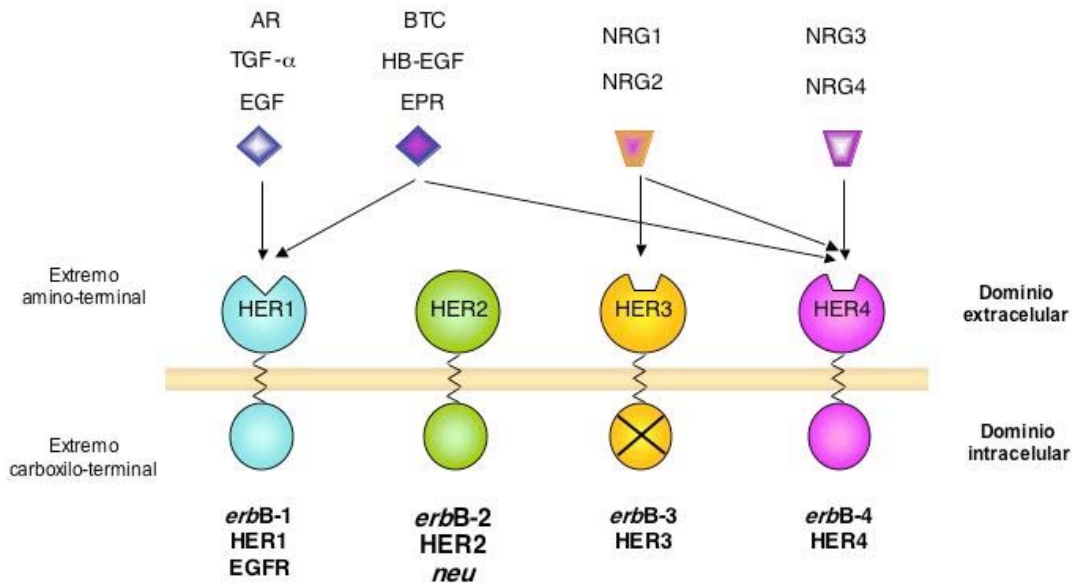 AR
TGF-α
EGF
BTC
HB-EGF
EPR
NRG1
NRG2
NRG3
NRG4
Extremo
amino-terminal
HER1
HER2
HER3
HER4
Dominio
extracelular
Extremo
carboxilo-terminal
Dominio
intracelular
erbB-1
HER1
EGFR
erbB-2
HER2
neu
erbB-3
HER3
erbB-4
HER4